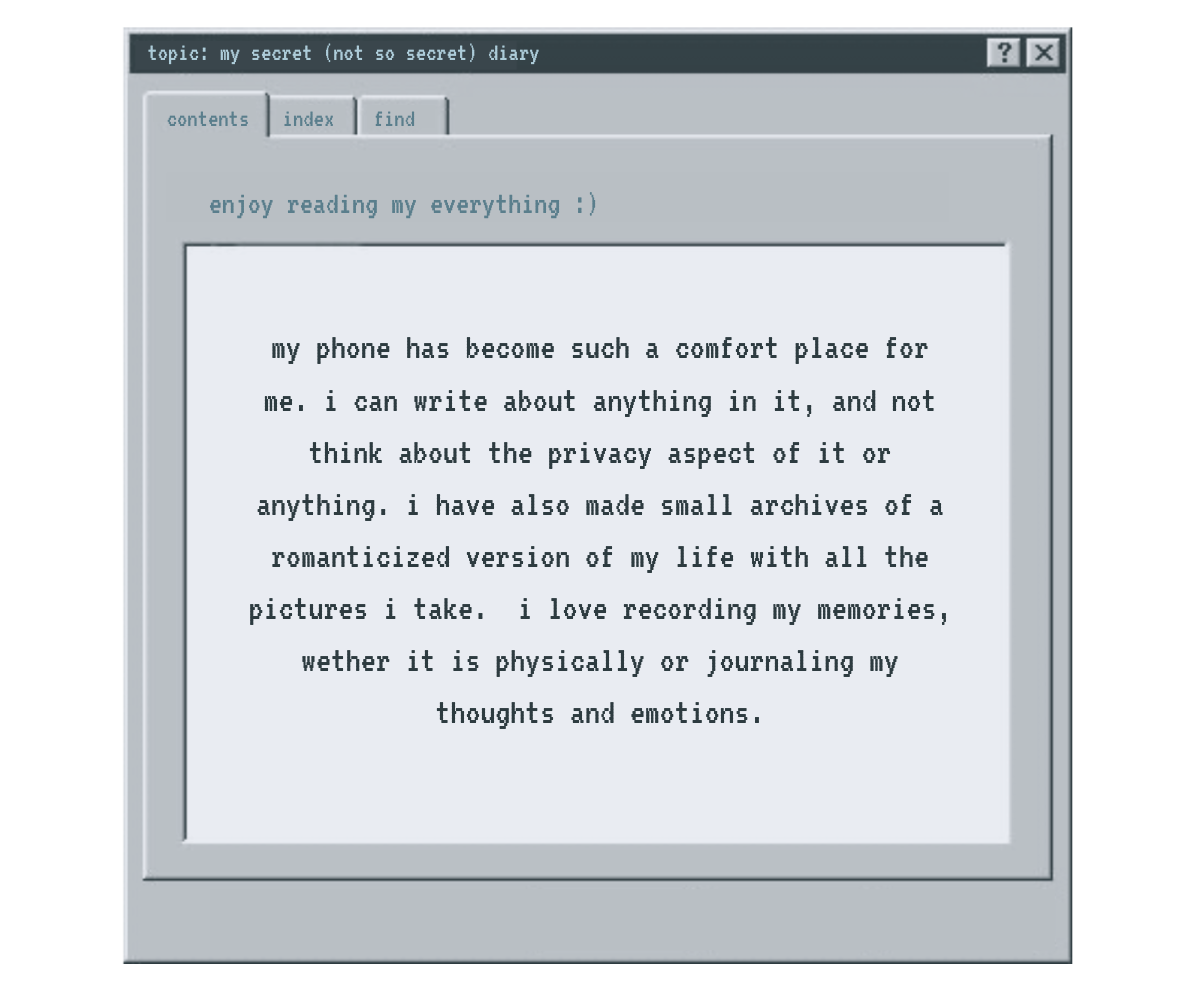 topic: my secret (not so secret) diary
? X
contents index find
enjoy reading my everything :)
my phone has become such a comfort place for
me. i can write about anything in it, and not
think about the privacy aspect of it or
anything. i have also made small archives of a
romanticized version of my life with all the
pictures i take.  i love recording my memories,
wether it is physically or journaling my
thoughts and emotions.